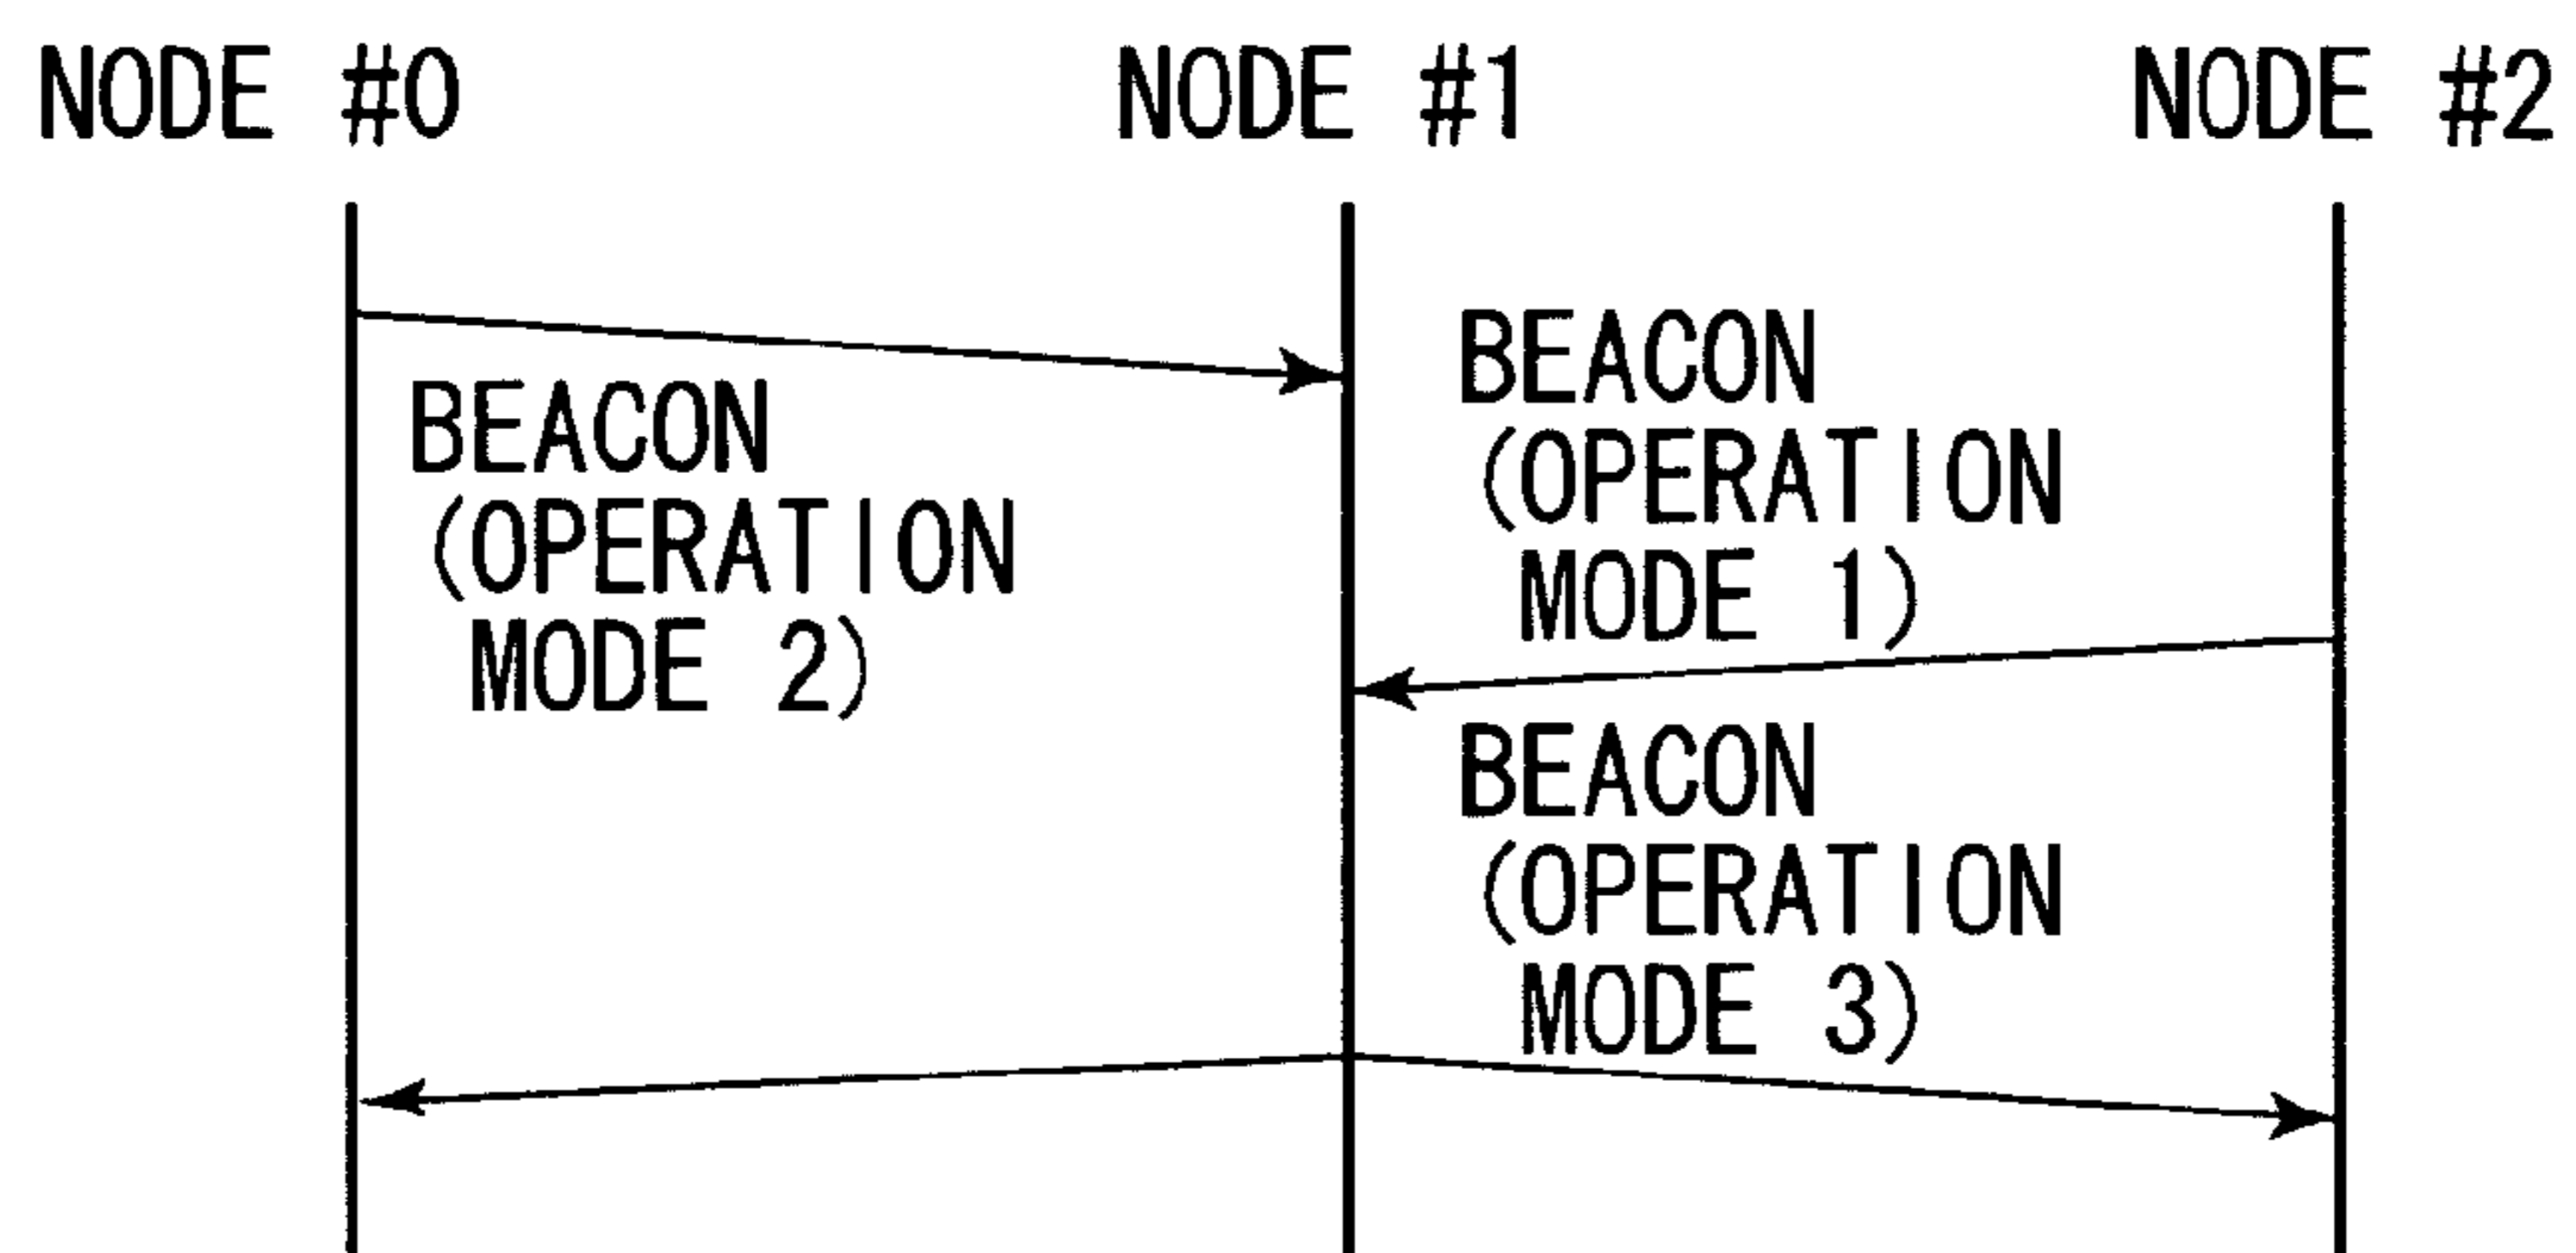 NODE #0
NODE #1
NODE #2
BEACON
(OPERATION
MODE 2)
BEACON
(OPERATION
MODE 1)
BEACON
(OPERATION
MODE 3)